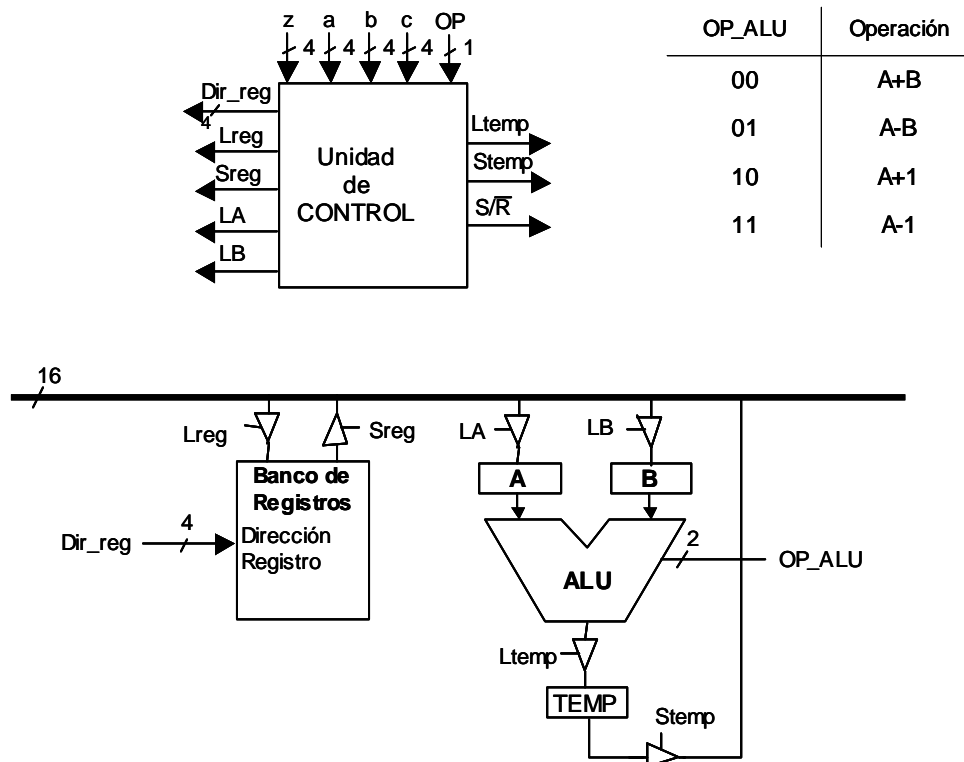 z a b c OP
4 4 4 4 1
Dir_reg
4
Lreg
Sreg
LA
LB
Unidad
de
CONTROL
Ltemp
Stemp
S/R̅
OP_ALU Operación
00 A+B
01 A-B
10 A+1
11 A-1
16
Lreg
Sreg
LA
LB
Banco de
Registros
Dirección
Registro
Dir_reg
4
A
B
ALU
2
OP_ALU
Ltemp
TEMP
Stemp